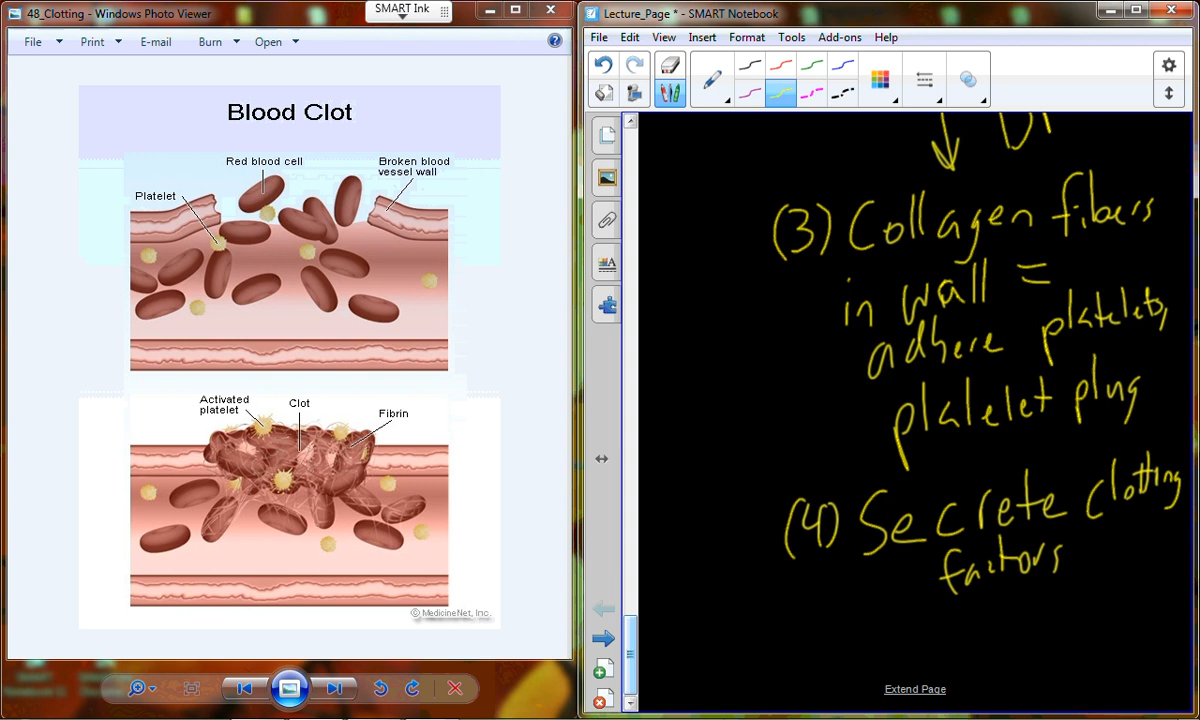 48_Clotting - Windows Photo Viewer
SMART Ink
File Print E-mail Burn Open
Blood Clot
Red blood cell
Broken blood
vessel wall
Platelet
Activated
platelet
Clot
Fibrin
© MedicineNet, Inc.
Lecture_Page * - SMART Notebook
File Edit View Insert Format Tools Add-ons Help
(3) Collagen fibers
in wall =
adhere platelets,
platelet plug
(4) Secrete clotting
factors
Extend Page